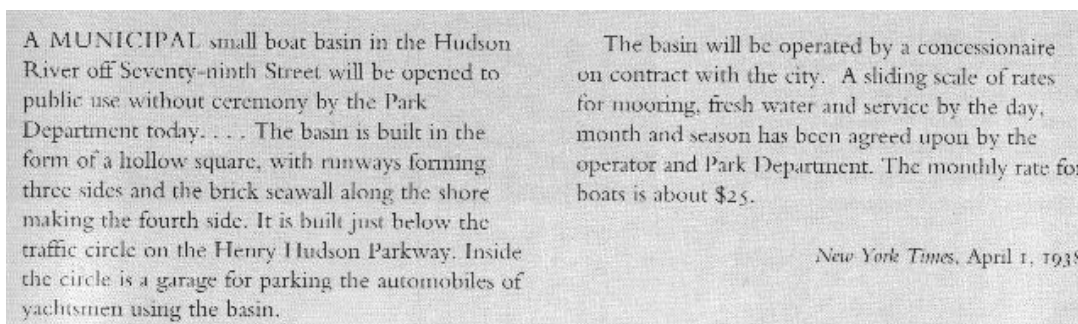 A MUNICIPAL small boat basin in the Hudson
River off Seventy-ninth Street will be opened to
public use without ceremony by the Park
Department today. . . . The basin is built in the
form of a hollow square, with runways forming
three sides and the brick seawall along the shore
making the fourth side. It is built just below the
traffic circle on the Henry Hudson Parkway. Inside
the circle is a garage for parking the automobiles of
yachtsmen using the basin.
The basin will be operated by a concessionaire
on contract with the city. A sliding scale of rates
for mooring, fresh water and service by the day,
month and season has been agreed upon by the
operator and Park Department. The monthly rate for
boats is about $25.
New York Times, April 1, 1938